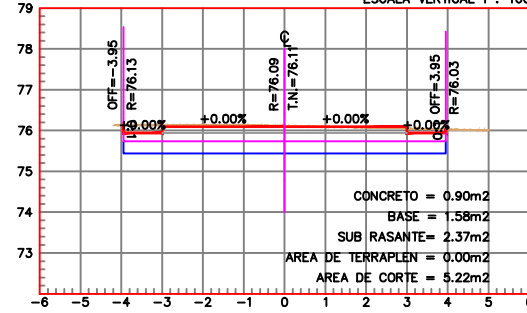 ESCALA VERTICAL 1 : 100
79
78
77
76
75
74
73
OFF=-3.95
R=76.13
R=76.09
T.N.=76.11
OFF=3.95
R=76.03
+0.00%
+0.00%
+0.00%
+0.00%
CONCRETO = 0.90m2
BASE = 1.58m2
SUB RASANTE= 2.37m2
AREA DE TERRAPLEN = 0.00m2
AREA DE CORTE = 5.22m2
-6 -5 -4 -3 -2 -1 0 1 2 3 4 5 6